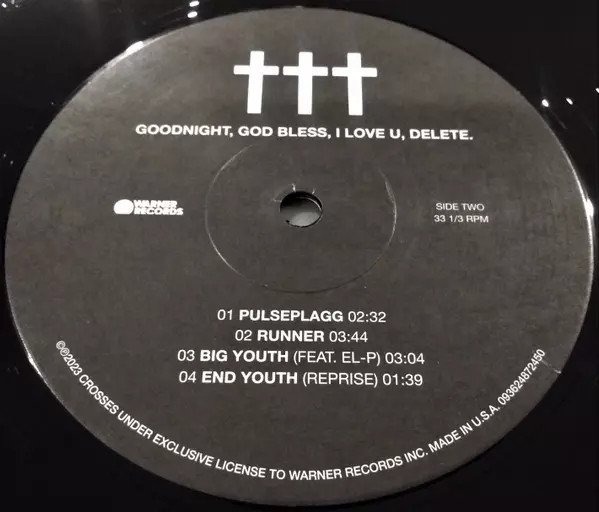 †††
GOODNIGHT, GOD BLESS, I LOVE U, DELETE.
WARNER
RECORDS
SIDE TWO
33 1/3 RPM
01 PULSEPLAGG 02:32
02 RUNNER 03:44
03 BIG YOUTH (FEAT. EL-P) 03:04
04 END YOUTH (REPRISE) 01:39
©℗2023 CROSSES UNDER EXCLUSIVE LICENSE TO WARNER RECORDS INC. MADE IN U.S.A. 093624872450